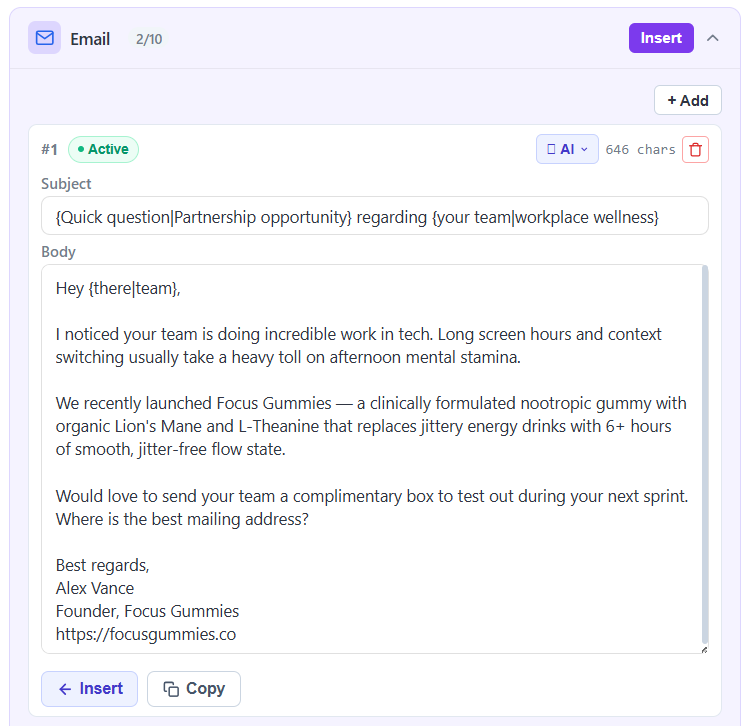 Email 2/10 Insert
+ Add
#1 Active AI 646 chars
Subject
{Quick question|Partnership opportunity} regarding {your team|workplace wellness}
Body
Hey {there|team},
I noticed your team is doing incredible work in tech. Long screen hours and context
switching usually take a heavy toll on afternoon mental stamina.
We recently launched Focus Gummies — a clinically formulated nootropic gummy with
organic Lion's Mane and L-Theanine that replaces jittery energy drinks with 6+ hours
of smooth, jitter-free flow state.
Would love to send your team a complimentary box to test out during your next sprint.
Where is the best mailing address?
Best regards,
Alex Vance
Founder, Focus Gummies
https://focusgummies.co
Insert Copy